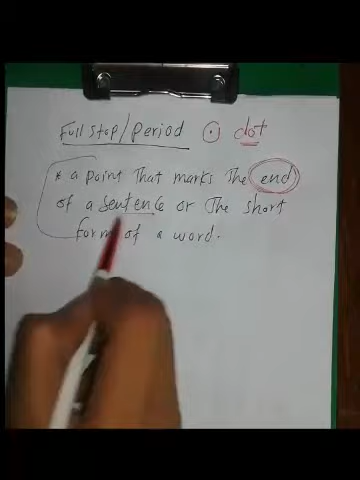 Full stop/Period . dot
* a point that marks the end
of a sentence or the short
form of a word.